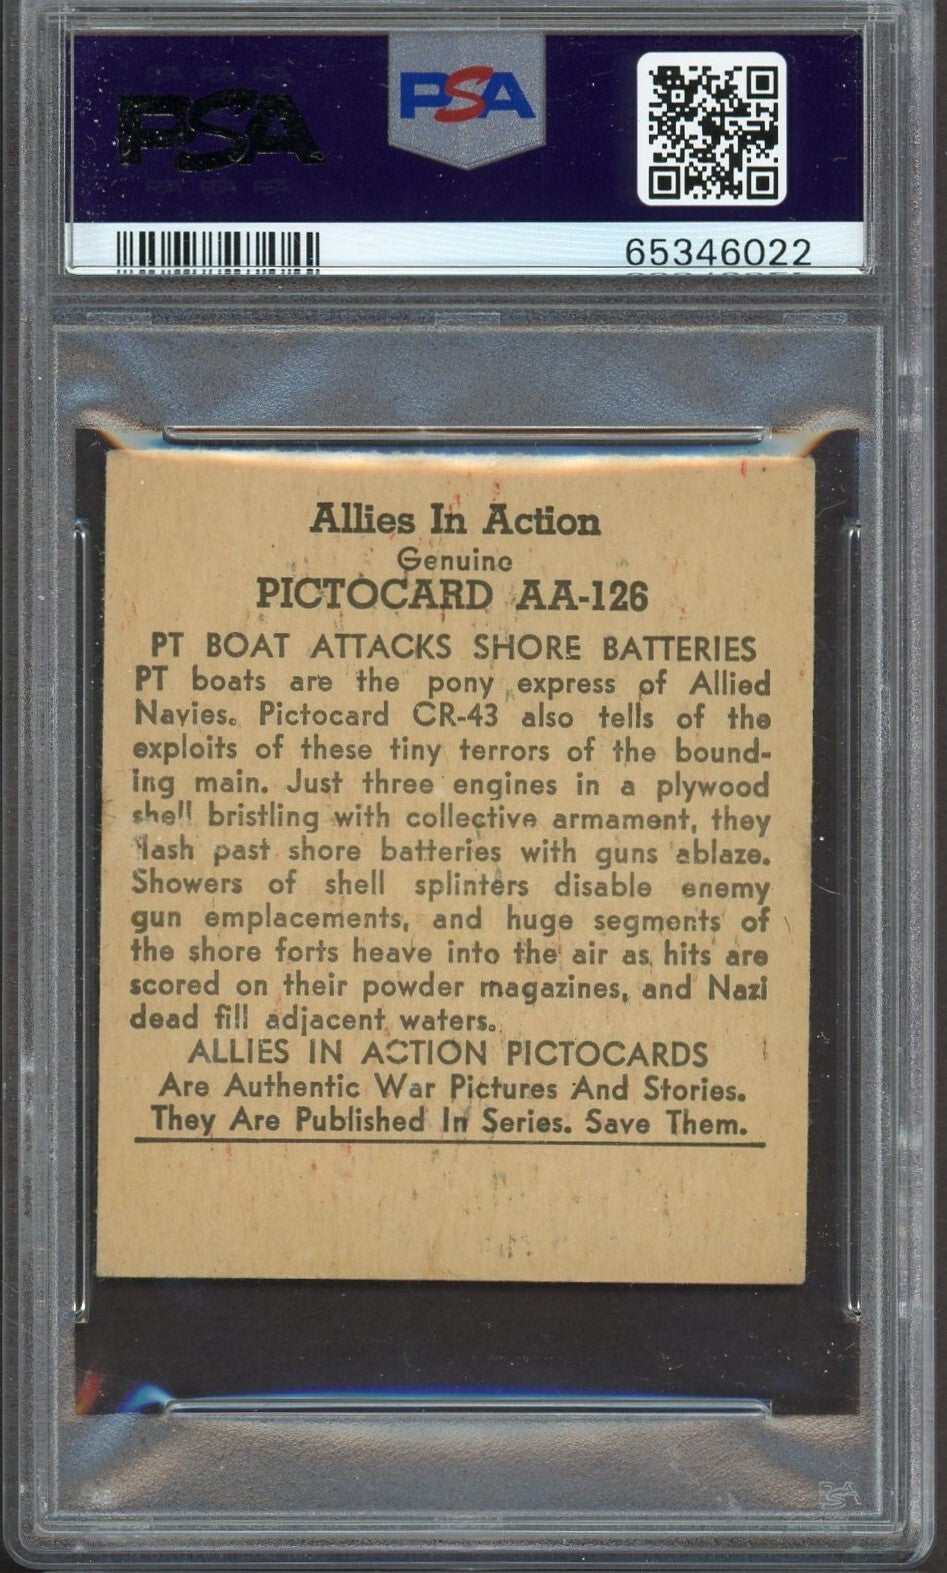 PSA
PSA
65346022
Allies In Action
Genuine
PICTOCARD AA-126
PT BOAT ATTACKS SHORE BATTERIES
PT boats are the pony express of Allied
Navies. Pictocard CR-43 also tells of the
exploits of these tiny terrors of the bound-
ing main. Just three engines in a plywood
shell bristling with collective armament, they
flash past shore batteries with guns ablaze.
Showers of shell splinters disable enemy
gun emplacements, and huge segments of
the shore forts heave into the air as hits are
scored on their powder magazines, and Nazi
dead fill adjacent waters.
ALLIES IN ACTION PICTOCARDS
Are Authentic War Pictures And Stories.
They Are Published In Series. Save Them.
PSA